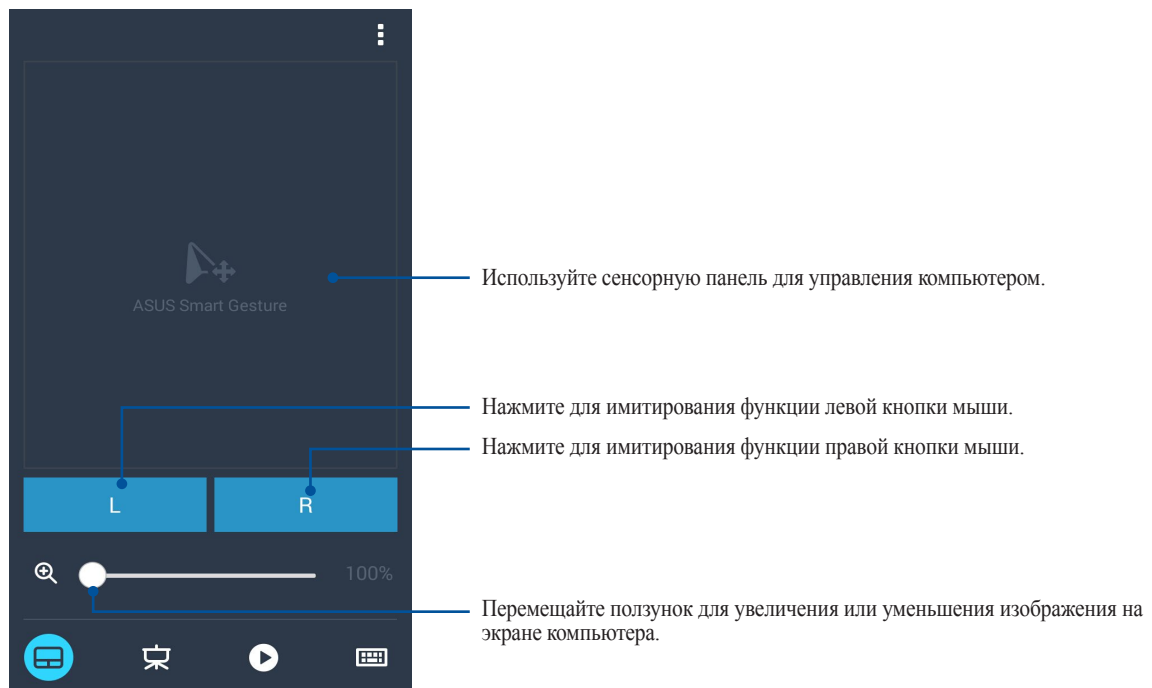 ASUS Smart Gesture
Используйте сенсорную панель для управления компьютером.
Нажмите для имитирования функции левой кнопки мыши.
Нажмите для имитирования функции правой кнопки мыши.
L
R
100%
Перемещайте ползунок для увеличения или уменьшения изображения на
экране компьютера.